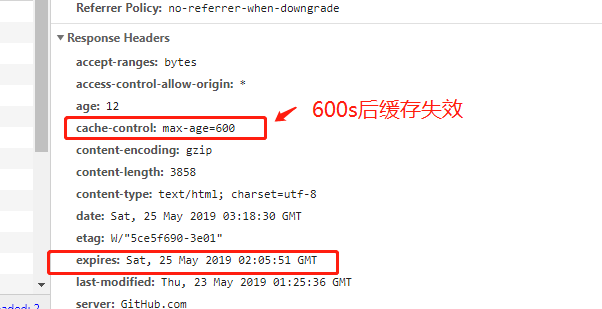 Referrer Policy: no-referrer-when-downgrade
Response Headers
accept-ranges: bytes
access-control-allow-origin: *
age: 12
cache-control: max-age=600
600s后缓存失效
content-encoding: gzip
content-length: 3858
content-type: text/html; charset=utf-8
date: Sat, 25 May 2019 03:18:30 GMT
etag: W/"5ce5f690-3e01"
expires: Sat, 25 May 2019 02:05:51 GMT
last-modified: Thu, 23 May 2019 01:25:36 GMT
server: GitHub.com